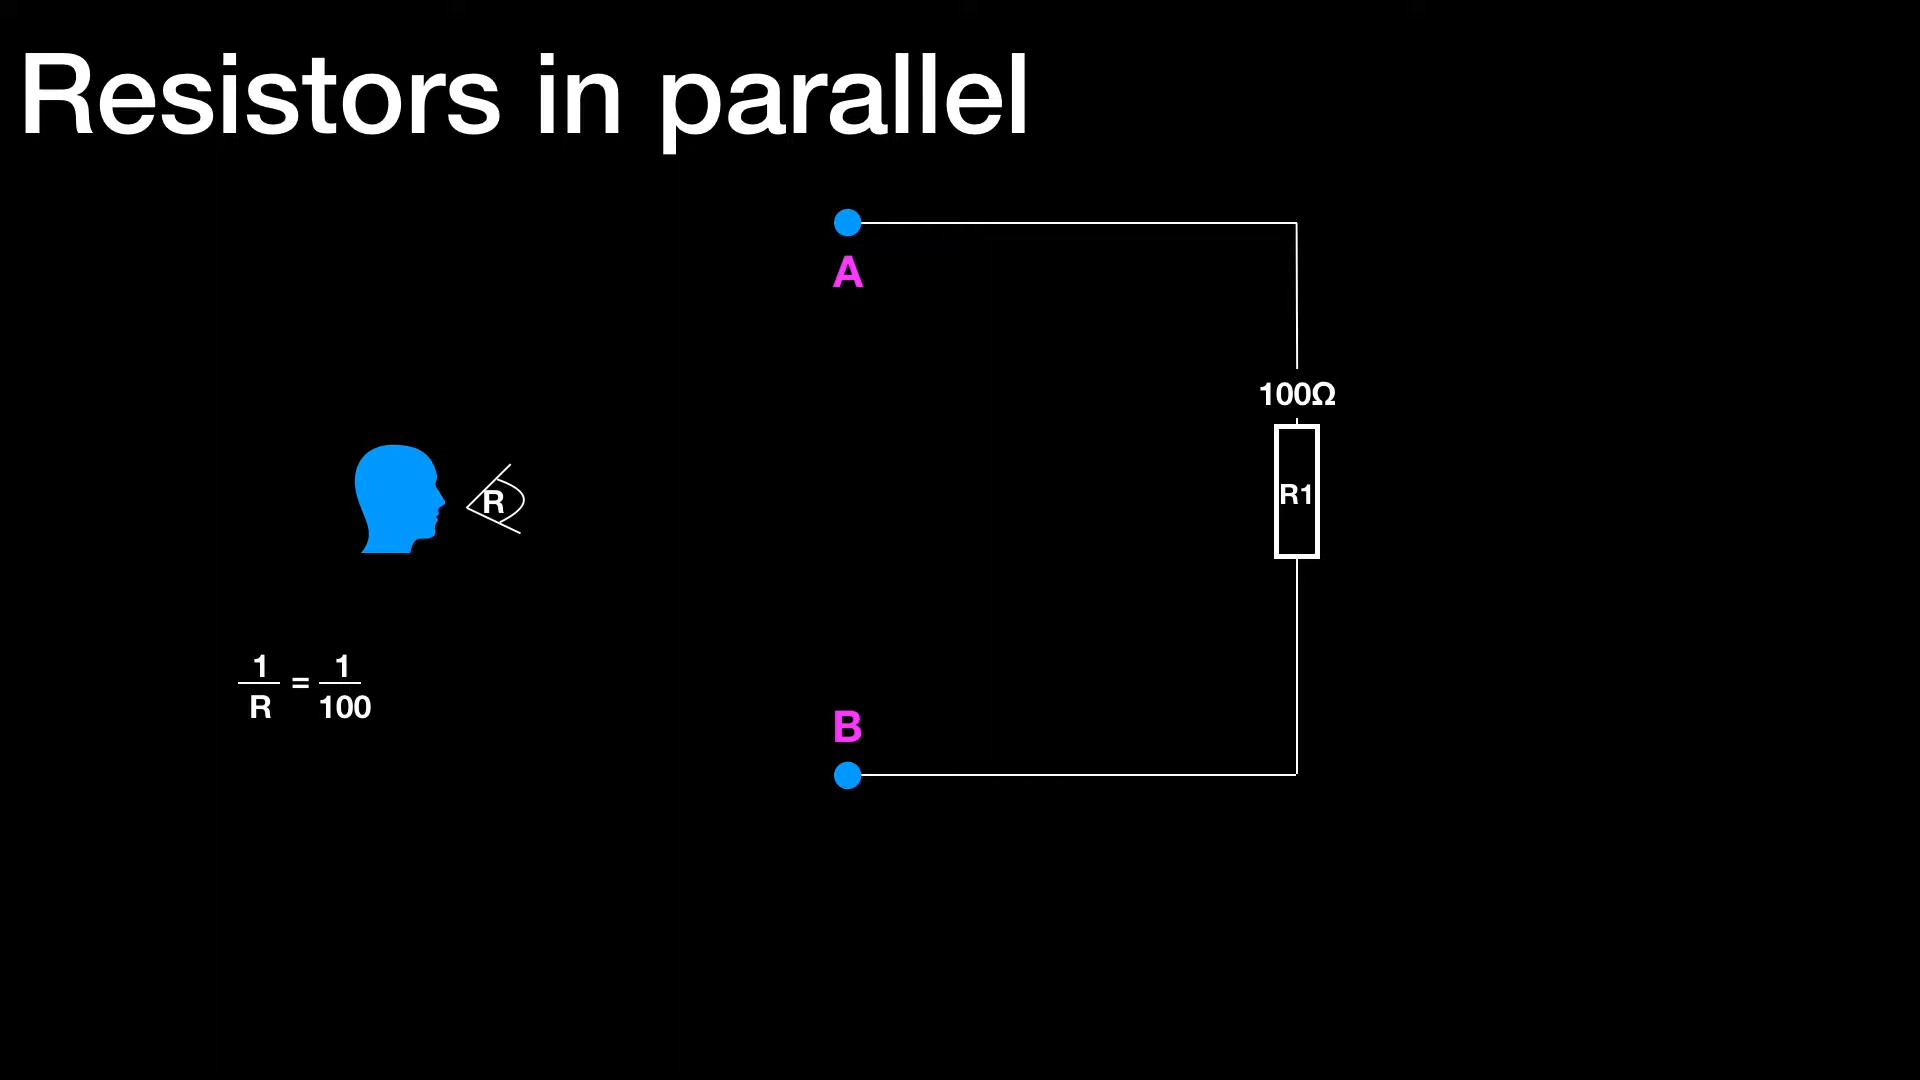 Resistors in parallel
A
100Ω
R1
R
1/R = 1/100
B